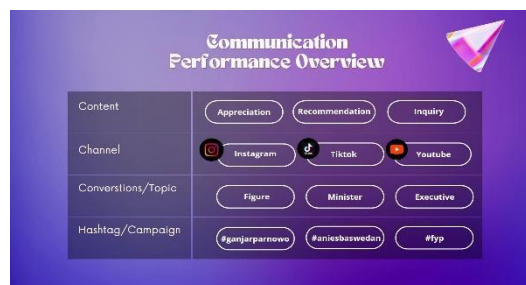 Communication
Performance Overview
Content
Appreciation Recommendation Inquiry
Channel
Instagram Tiktok Youtube
Converstions/Topic
Figure Minister Executive
Hashtag/Campaign
#ganjarparnowo #aniesbaswedan #fyp